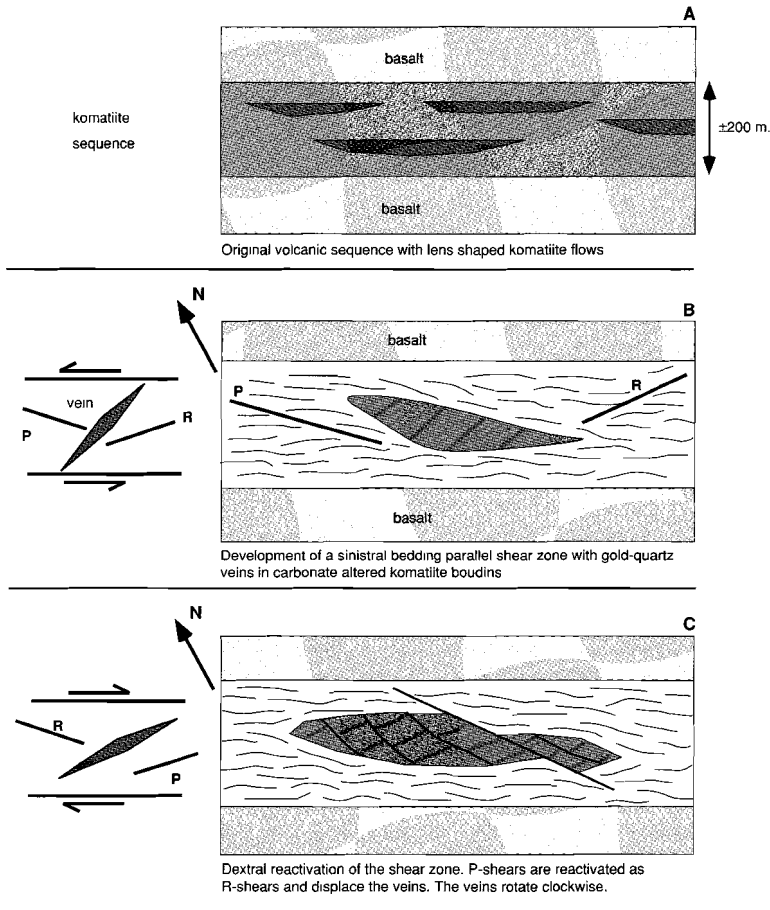 A
basalt
komatiite
sequence
±200 m.
basalt
Original volcanic sequence with lens shaped komatiite flows
N
B
basalt
vein
P
R
P
R
basalt
Development of a sinistral bedding parallel shear zone with gold-quartz
veins in carbonate altered komatiite boudins
N
C
R
P
Dextral reactivation of the shear zone. P-shears are reactivated as
R-shears and displace the veins. The veins rotate clockwise.